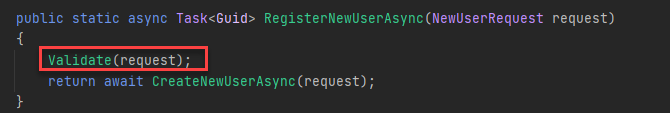 public static async Task<Guid> RegisterNewUserAsync(NewUserRequest request)
{
    Validate(request);
    return await CreateNewUserAsync(request);
}